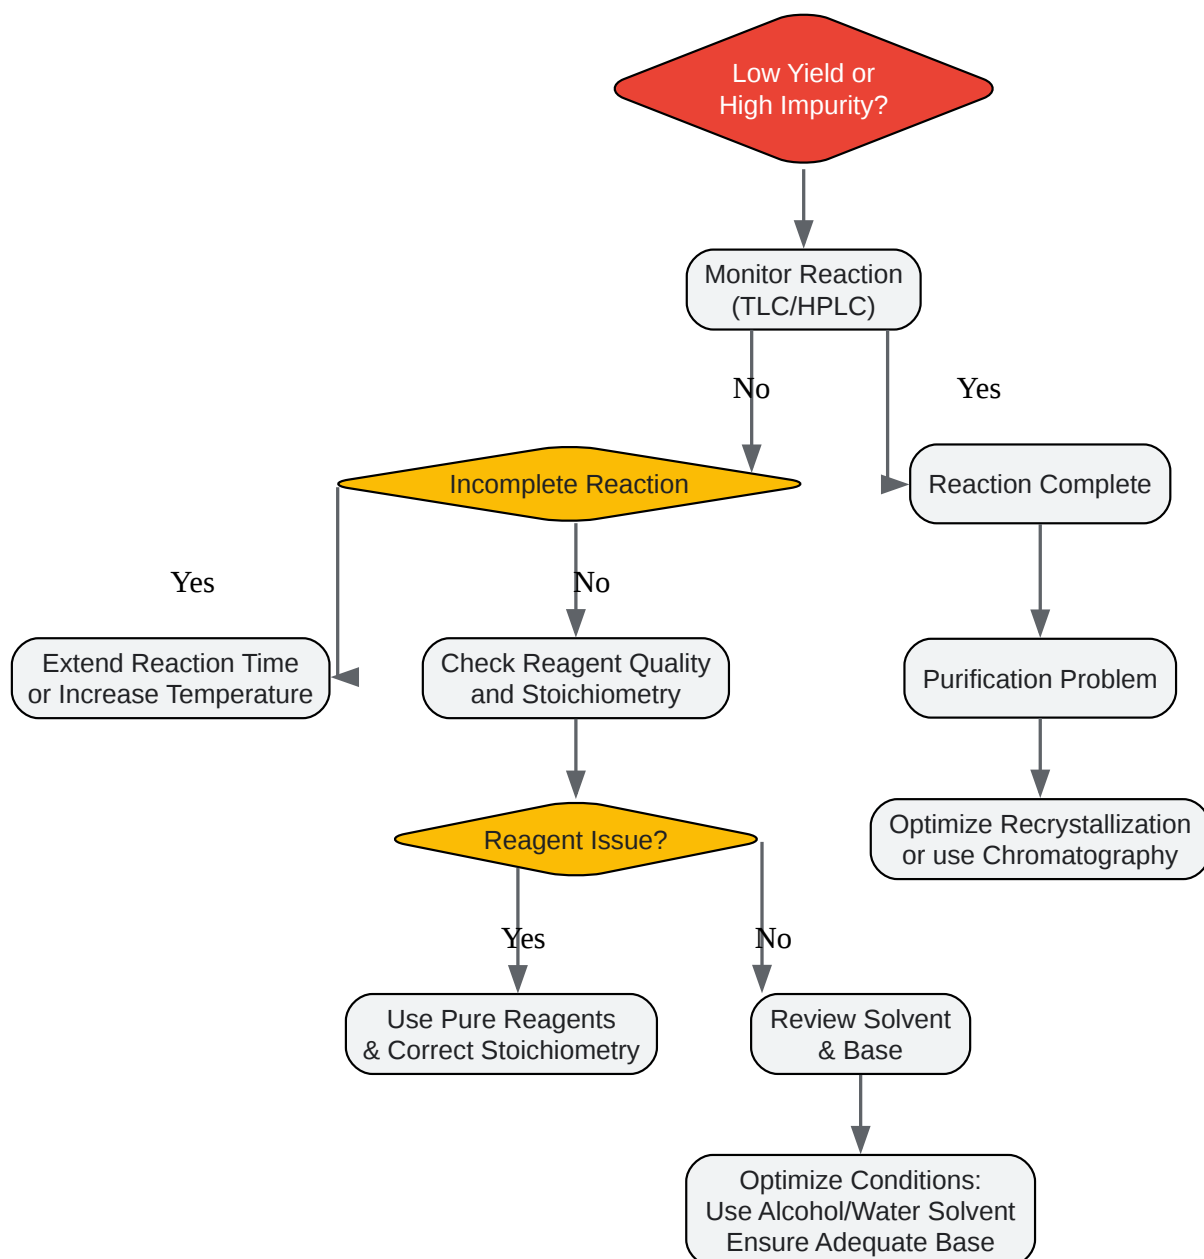 Low Yield or
High Impurity?
Monitor Reaction
(TLC/HPLC)
No
Yes
Incomplete Reaction
Reaction Complete
Yes
No
Extend Reaction Time
or Increase Temperature
Check Reagent Quality
and Stoichiometry
Purification Problem
Reagent Issue?
Optimize Recrystallization
or use Chromatography
Yes
No
Use Pure Reagents
& Correct Stoichiometry
Review Solvent
& Base
Optimize Conditions:
Use Alcohol/Water Solvent
Ensure Adequate Base